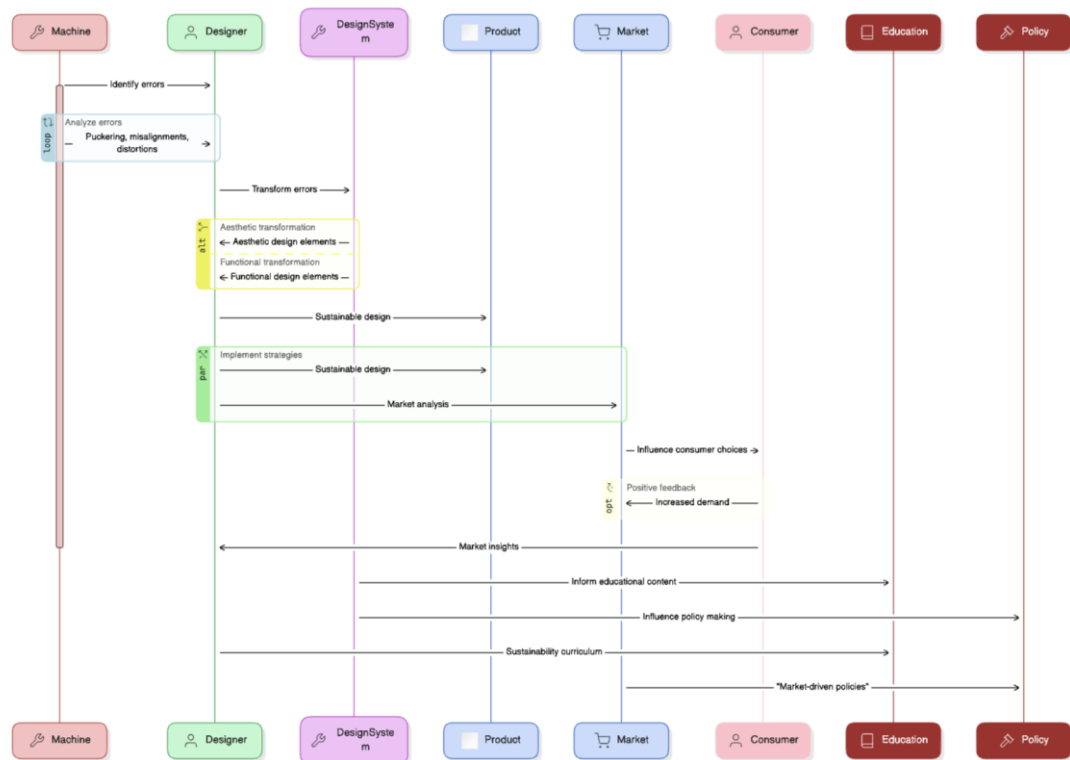 Machine
Designer
DesignSyste
m
Product
Market
Consumer
Education
Policy
Identify errors
loop
Analyze errors
Puckering, misalignments,
distortions
Transform errors
alt
Aesthetic transformation
Aesthetic design elements
Functional transformation
Functional design elements
Sustainable design
par
Implement strategies
Sustainable design
Market analysis
Influence consumer choices
opt
Positive feedback
Increased demand
Market insights
Inform educational content
Influence policy making
Sustainability curriculum
"Market-driven policies"
Machine
Designer
DesignSyste
m
Product
Market
Consumer
Education
Policy